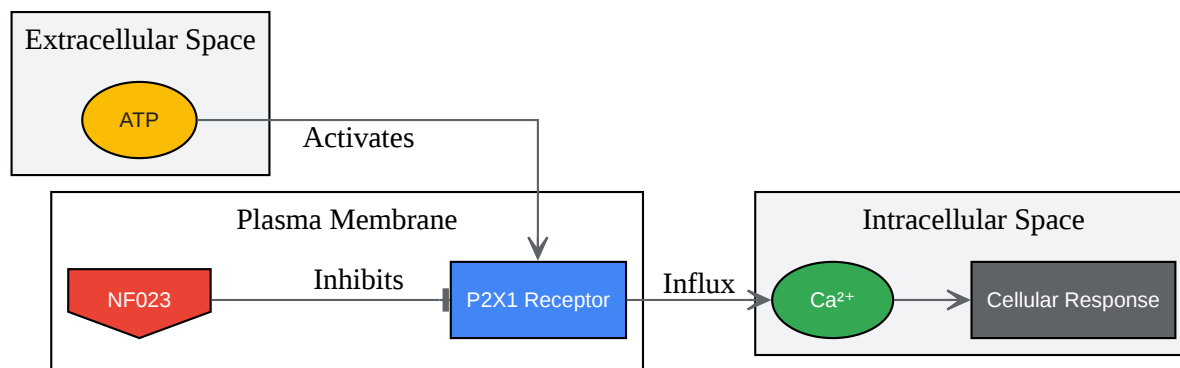 Extracellular Space
ATP
Activates
Plasma Membrane
NF023
Inhibits
P2X1 Receptor
Influx
Intracellular Space
Ca²⁺
Cellular Response